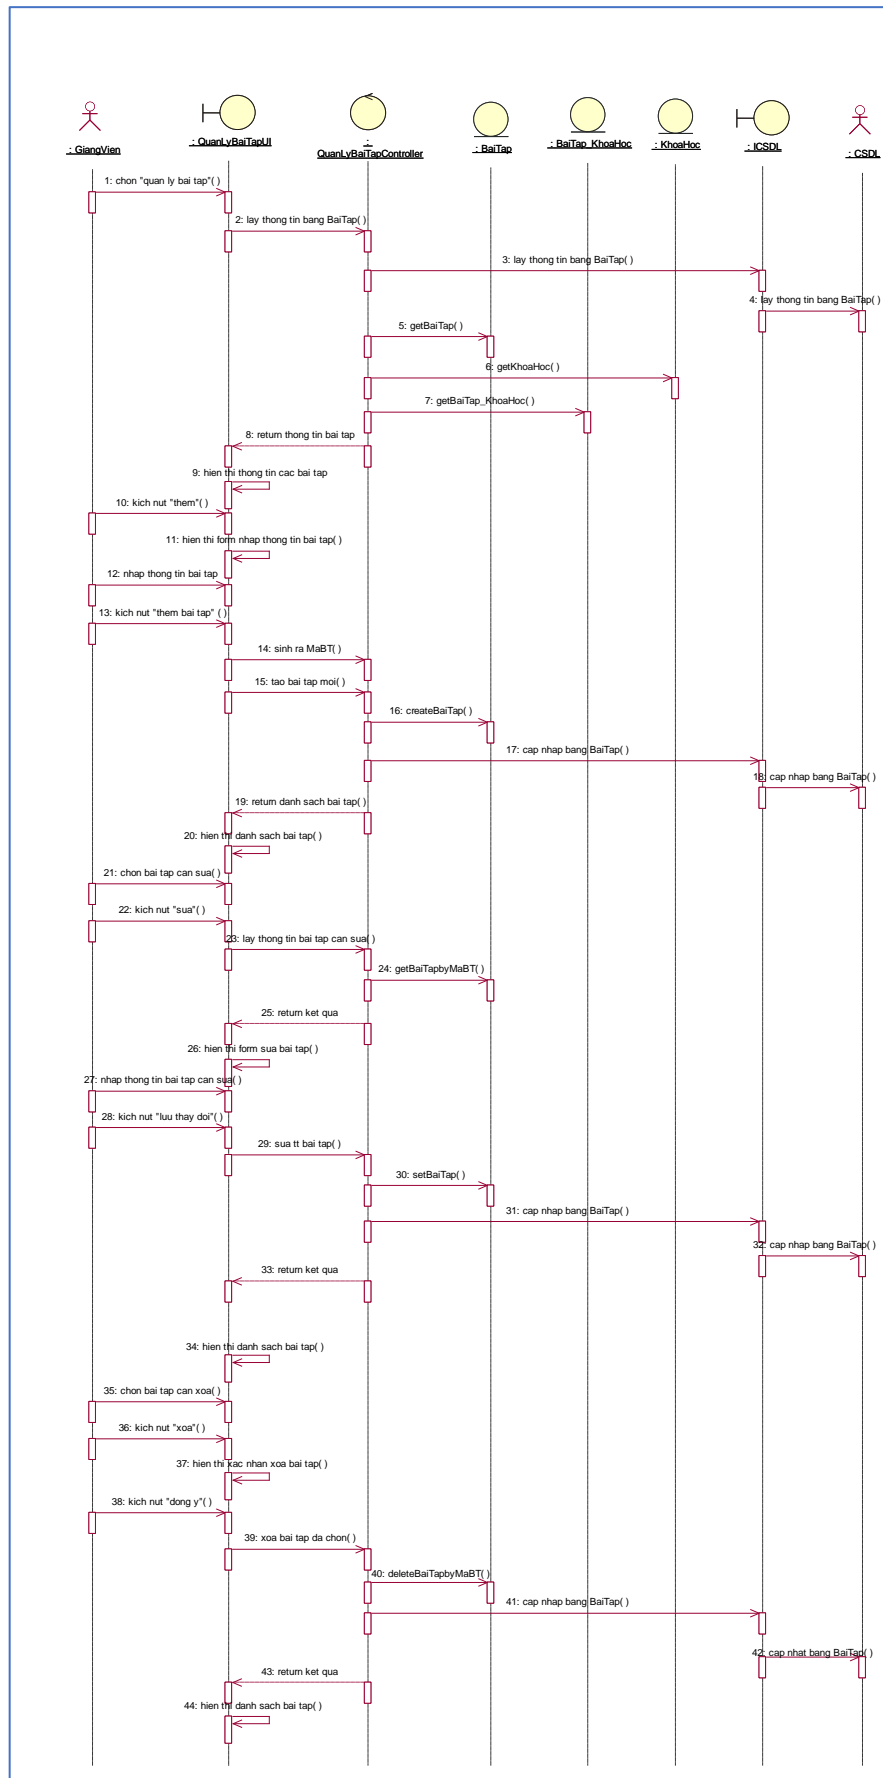 : GiangVien
: QuanLyBaiTapUI
:
QuanLyBaiTapController
: BaiTap
: BaiTap_KhoaHoc
: KhoaHoc
: ICSDL
: CSDL
1: chon "quan ly bai tap"( )
2: lay thong tin bang BaiTap( )
3: lay thong tin bang BaiTap( )
4: lay thong tin bang BaiTap( )
5: getBaiTap( )
6: getKhoaHoc( )
7: getBaiTap_KhoaHoc( )
8: return thong tin bai tap
9: hien thi thong tin cac bai tap
10: kich nut "them"( )
11: hien thi form nhap thong tin bai tap( )
12: nhap thong tin bai tap
13: kich nut "them bai tap" ( )
14: sinh ra MaBT( )
15: tao bai tap moi( )
16: createBaiTap( )
17: cap nhap bang BaiTap( )
18: cap nhap bang BaiTap( )
19: return danh sach bai tap( )
20: hien thi danh sach bai tap( )
21: chon bai tap can sua( )
22: kich nut "sua"( )
23: lay thong tin bai tap can sua( )
24: getBaiTapbyMaBT( )
25: return ket qua
26: hien thi form sua bai tap( )
27: nhap thong tin bai tap can sua( )
28: kich nut "luu thay doi"( )
29: sua tt bai tap( )
30: setBaiTap( )
31: cap nhap bang BaiTap( )
32: cap nhap bang BaiTap( )
33: return ket qua
34: hien thi danh sach bai tap( )
35: chon bai tap can xoa( )
36: kich nut "xoa"( )
37: hien thi xac nhan xoa bai tap( )
38: kich nut "dong y"( )
39: xoa bai tap da chon( )
40: deleteBaiTapbyMaBT( )
41: cap nhap bang BaiTap( )
42: cap nhat bang BaiTap( )
43: return ket qua
44: hien thi danh sach bai tap( )